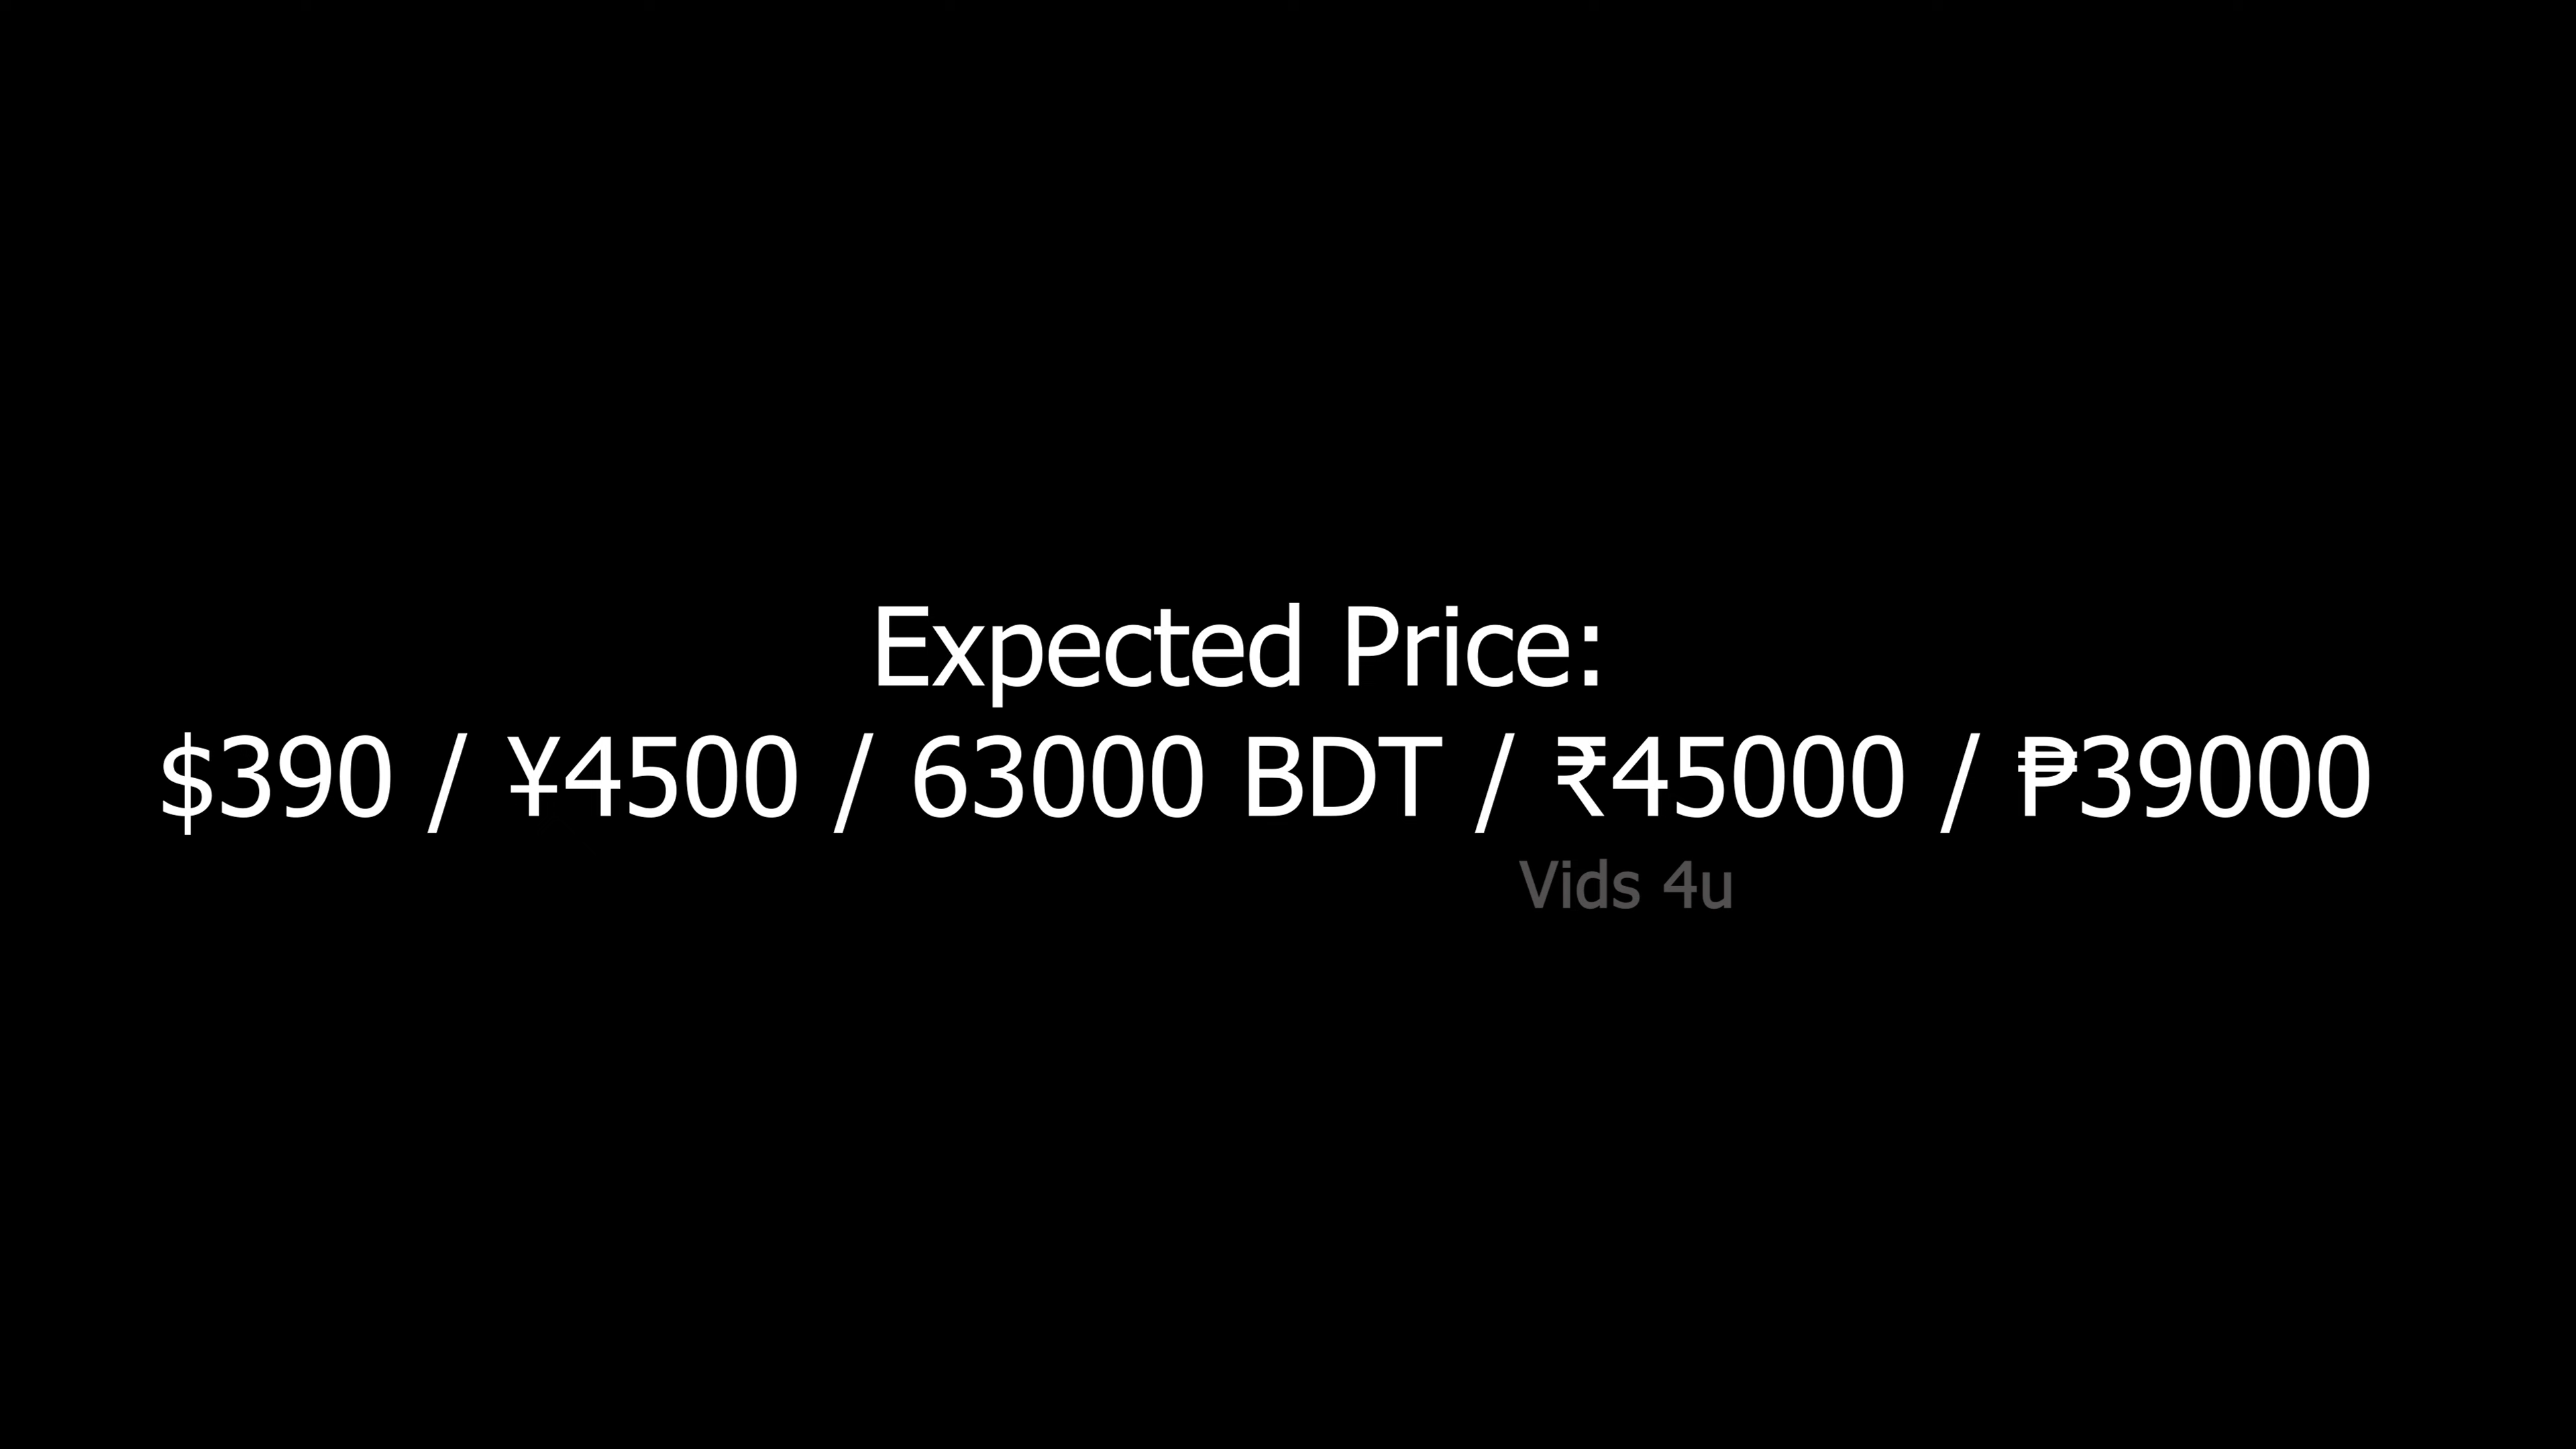 Expected Price:
$390 / ¥4500 / 63000 BDT / ₹45000 / ₱39000
Vids 4u